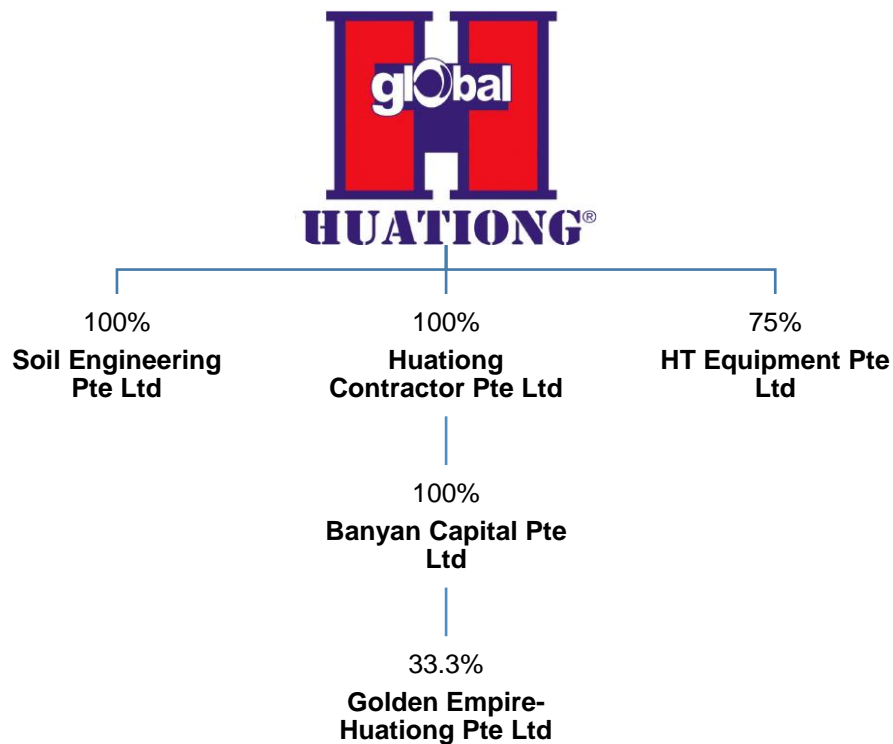 global
HUATIONG®
100%
Soil Engineering
Pte Ltd
100%
Huationg
Contractor Pte Ltd
75%
HT Equipment Pte
Ltd
100%
Banyan Capital Pte
Ltd
33.3%
Golden Empire-
Huationg Pte Ltd